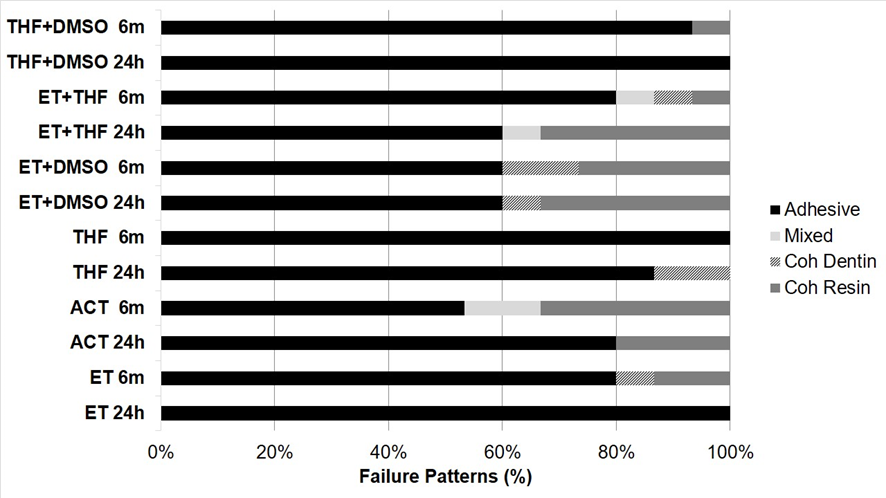 THF+DMSO 6m
THF+DMSO 24h
ET+THF 6m
ET+THF 24h
ET+DMSO 6m
ET+DMSO 24h
THF 6m
THF 24h
ACT 6m
ACT 24h
ET 6m
ET 24h
0% 20% 40% 60% 80% 100%
Failure Patterns (%)
Adhesive
Mixed
Coh Dentin
Coh Resin